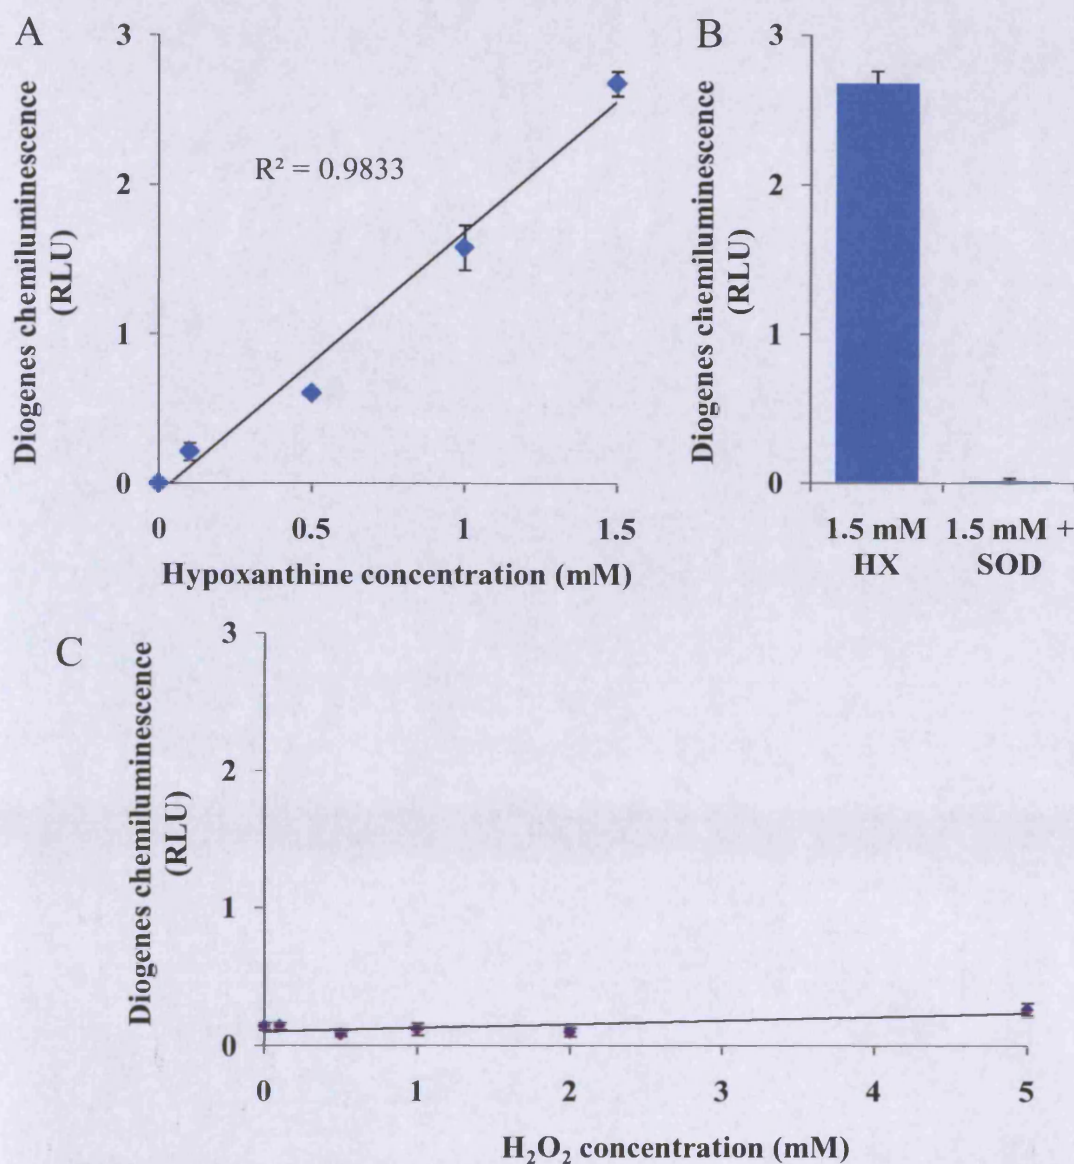 A
Diogenes chemiluminescence
(RLU)
3
2
1
0
R² = 0.9833
0 0.5 1 1.5
Hypoxanthine concentration (mM)
B
Diogenes chemiluminescence
(RLU)
3
2
1
0
1.5 mM 1.5 mM +
HX SOD
C
Diogenes chemiluminescence
(RLU)
3
2
1
0
0 1 2 3 4 5
H₂O₂ concentration (mM)